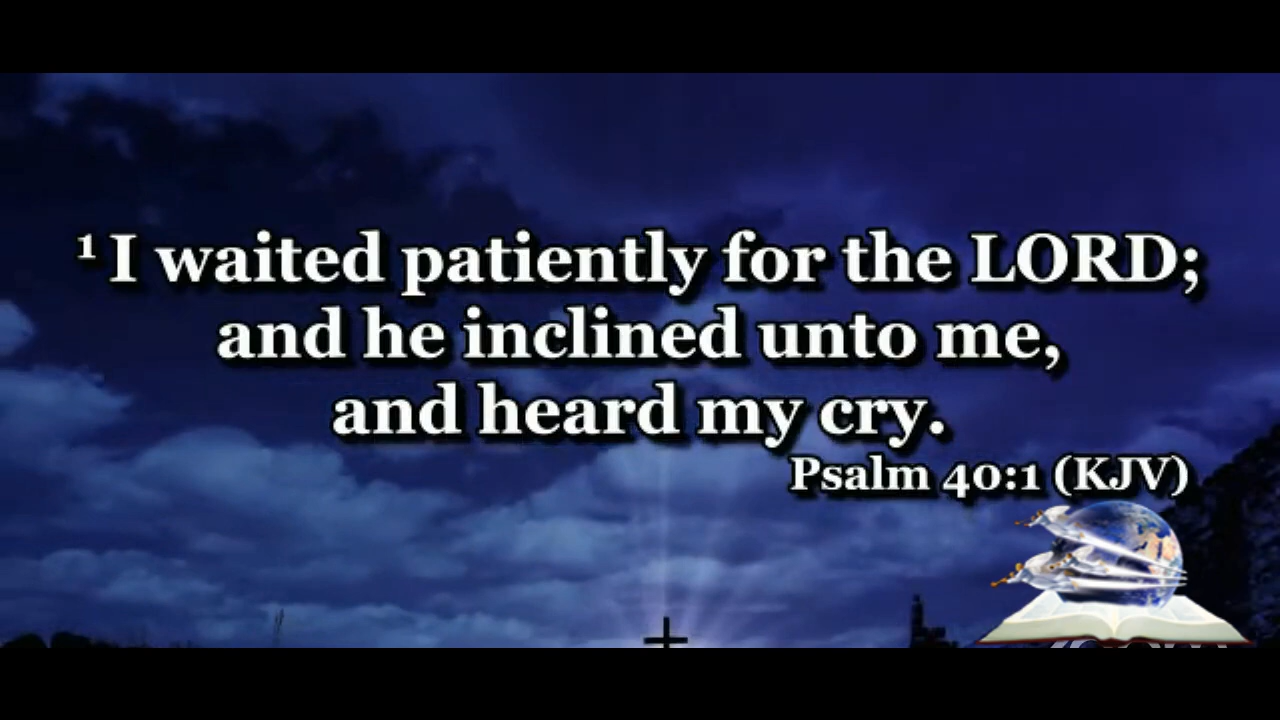 ¹ I waited patiently for the LORD;
and he inclined unto me,
and heard my cry.
Psalm 40:1 (KJV)